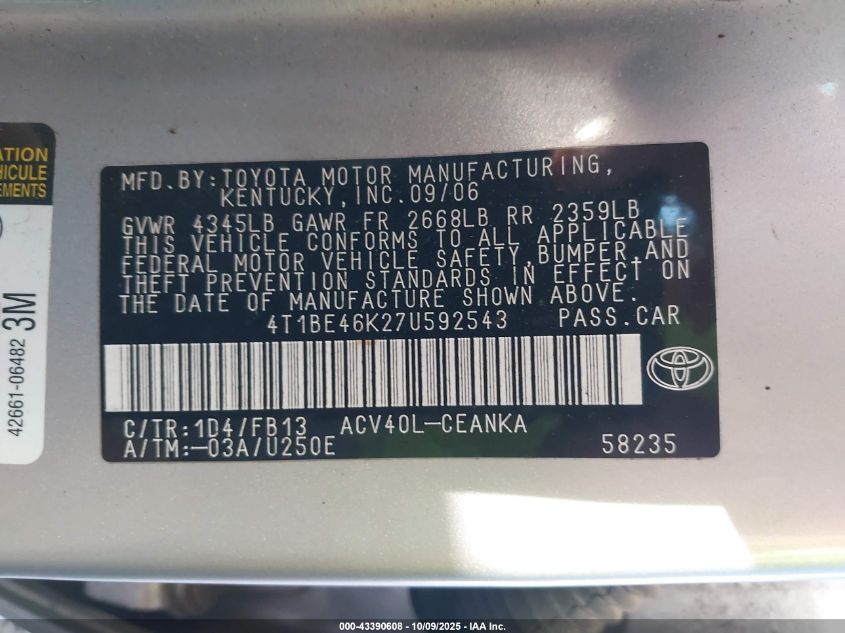 ATION
EHICULE
EMENTS
3M
42661-06482
MFD.BY:TOYOTA MOTOR MANUFACTURING,
KENTUCKY,INC.09/06
GVWR 4345LB GAWR FR 2668LB RR 2359LB
THIS VEHICLE CONFORMS TO ALL APPLICABLE
FEDERAL MOTOR VEHICLE SAFETY,BUMPER,AND
THEFT PREVENTION STANDARDS IN EFFECT ON
THE DATE OF MANUFACTURE SHOWN ABOVE.
4T1BE46K27U592543 PASS.CAR
C/TR:1D4/FB13 ACV40L-CEANKA
A/TM:-03A/U250E 58235
000-43390608 - 10/09/2025 - IAA Inc.